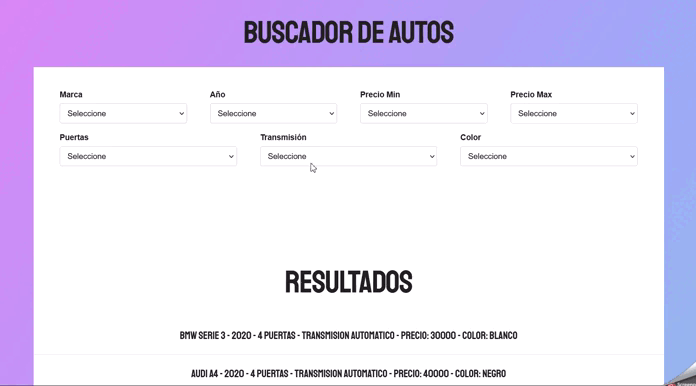 BUSCADOR DE AUTOS
Marca Año Precio Min Precio Max
Seleccione Seleccione Seleccione Seleccione
Puertas Transmisión Color
Seleccione Seleccione Seleccione
RESULTADOS
BMW SERIE 3 - 2020 - 4 PUERTAS - TRANSMISION AUTOMATICO - PRECIO: 30000 - COLOR: BLANCO
AUDI A4 - 2020 - 4 PUERTAS - TRANSMISION AUTOMATICO - PRECIO: 40000 - COLOR: NEGRO